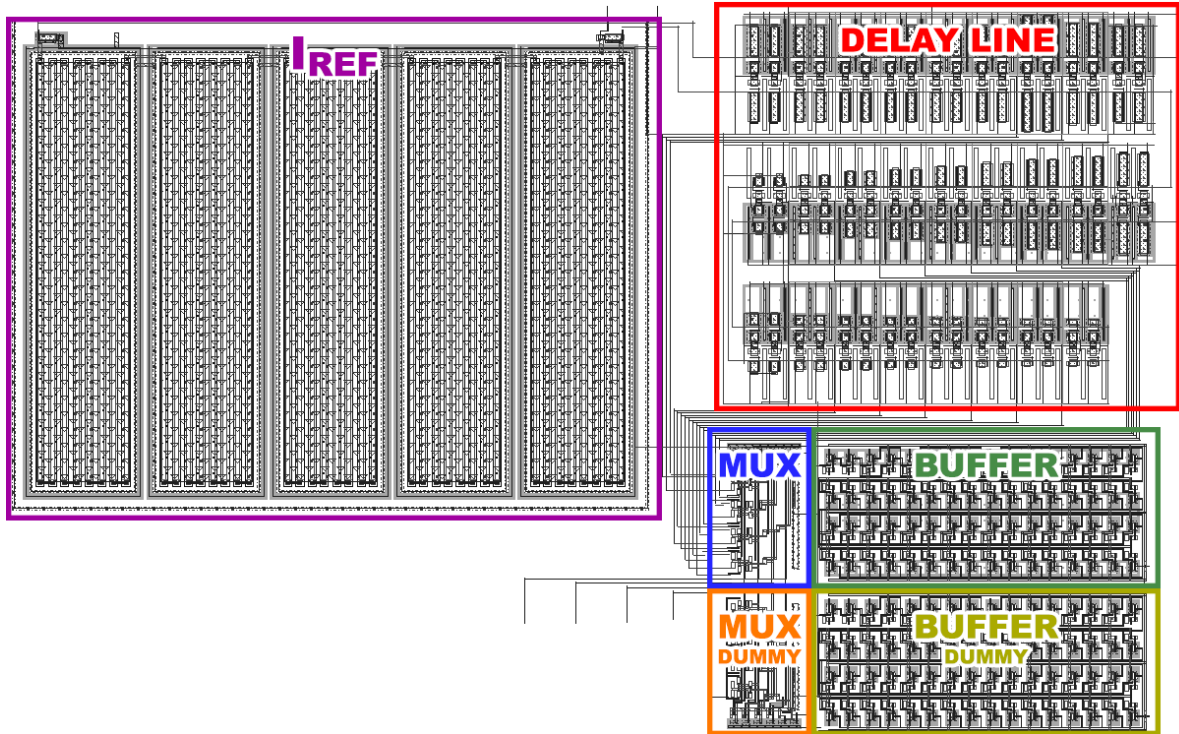 IREF
DELAY LINE
MUX
BUFFER
MUX
DUMMY
BUFFER
DUMMY